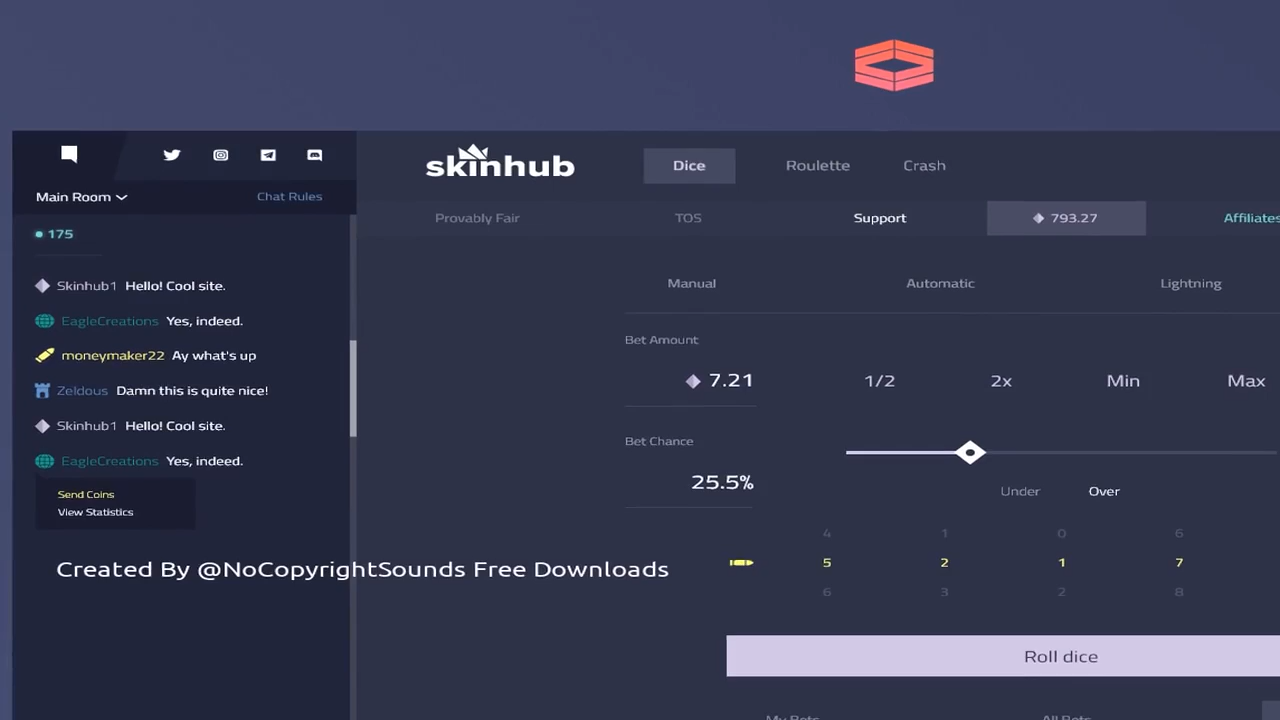 skinhub
Dice
Roulette
Crash
Main Room
Chat Rules
Provably Fair
TOS
Support
793.27
Affiliates
175
Skinhub1 Hello! Cool site.
EagleCreations Yes, indeed.
moneymaker22 Ay what's up
Zeldous Damn this is quite nice!
Skinhub1 Hello! Cool site.
EagleCreations Yes, indeed.
Send Coins
View Statistics
Created By @NoCopyrightSounds Free Downloads
Manual
Automatic
Lightning
Bet Amount
7.21
1/2
2x
Min
Max
Bet Chance
25.5%
Under
Over
4 1 0 6
5 2 1 7
6 3 2 8
Roll dice
My Bets
All Bets